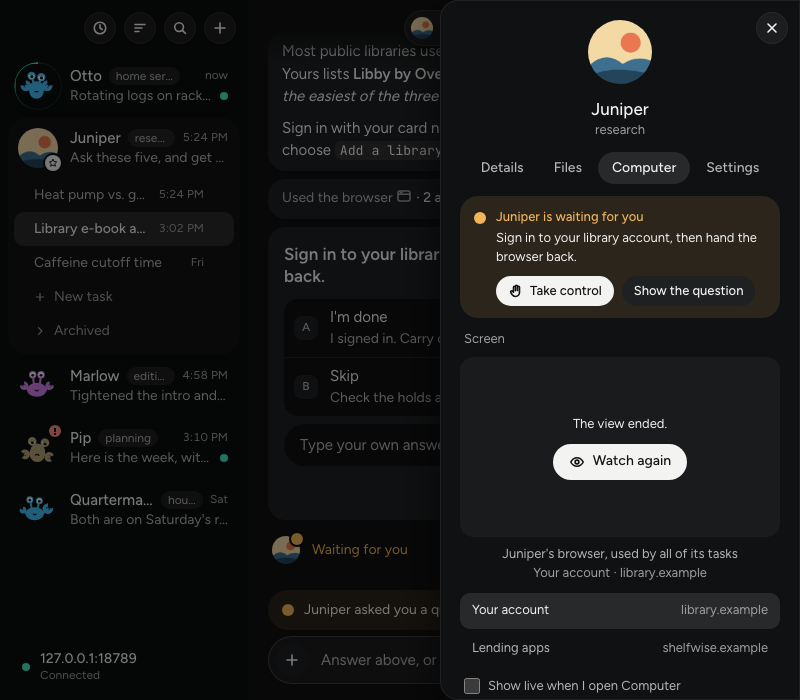 Otto home ser... now
Rotating logs on rack...
Juniper rese... 5:24 PM
Ask these five, and get ...
Heat pump vs. g... 5:24 PM
Library e-book a... 3:02 PM
Caffeine cutoff time Fri
New task
Archived
Marlow editi... 4:58 PM
Tightened the intro and...
Pip planning 3:10 PM
Here is the week, wit...
Quarterma... hou... Sat
Both are on Saturday's r...
127.0.0.1:18789
Connected
Most public libraries use
Yours lists Libby by Ove
the easiest of the three
Sign in with your card n
choose Add a library
Used the browser · 2 a
Sign in to your librar
back.
A I'm done
I signed in. Carry o
B Skip
Check the holds a
Type your own answe
Waiting for you
Juniper asked you a q
Answer above, or
Juniper
research
Details Files Computer Settings
Juniper is waiting for you
Sign in to your library account, then hand the
browser back.
Take control Show the question
Screen
The view ended.
Watch again
Juniper's browser, used by all of its tasks
Your account · library.example
Your account library.example
Lending apps shelfwise.example
Show live when I open Computer